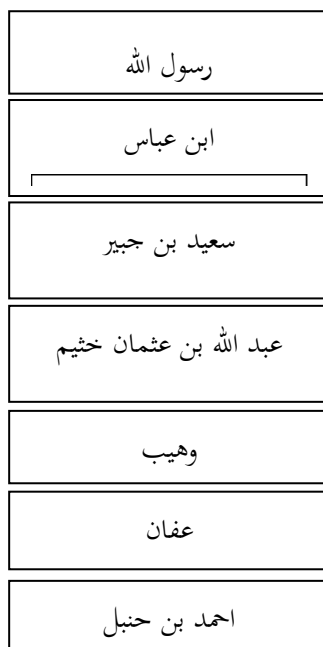 رسول الله
ابن عباس
سعيد بن جبير
عبد الله بن عثمان خثيم
وهيب
عفان
احمد بن حنبل